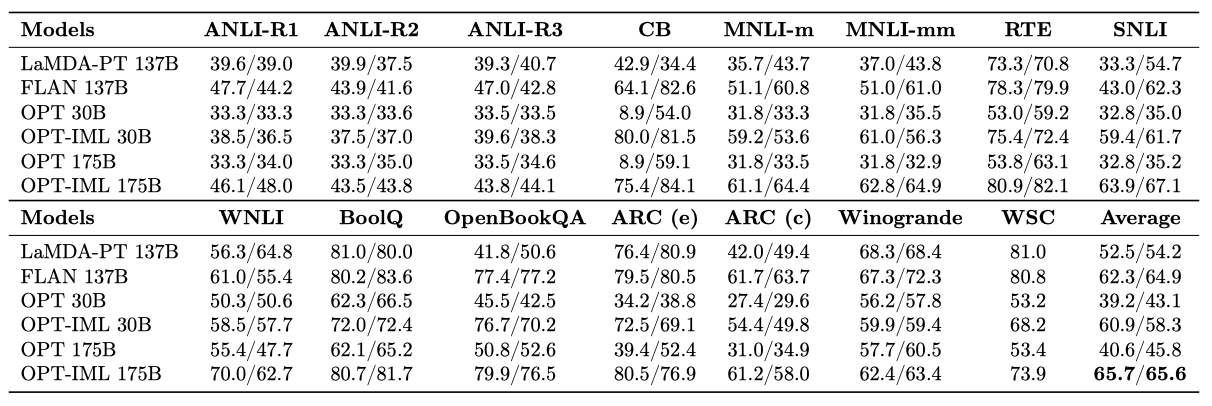 Models ANLI-R1 ANLI-R2 ANLI-R3 CB MNLI-m MNLI-mm RTE SNLI
LaMDA-PT 137B 39.6/39.0 39.9/37.5 39.3/40.7 42.9/34.4 35.7/43.7 37.0/43.8 73.3/70.8 33.3/54.7
FLAN 137B 47.7/44.2 43.9/41.6 47.0/42.8 64.1/82.6 51.1/60.8 51.0/61.0 78.3/79.9 43.0/62.3
OPT 30B 33.3/33.3 33.3/33.6 33.5/33.5 8.9/54.0 31.8/33.3 31.8/35.5 53.0/59.2 32.8/35.0
OPT-IML 30B 38.5/36.5 37.5/37.0 39.6/38.3 80.0/81.5 59.2/53.6 61.0/56.3 75.4/72.4 59.4/61.7
OPT 175B 33.3/34.0 33.3/35.0 33.5/34.6 8.9/59.1 31.8/33.5 31.8/32.9 53.8/63.1 32.8/35.2
OPT-IML 175B 46.1/48.0 43.5/43.8 43.8/44.1 75.4/84.1 61.1/64.4 62.8/64.9 80.9/82.1 63.9/67.1
Models WNLI BoolQ OpenBookQA ARC (e) ARC (c) Winogrande WSC Average
LaMDA-PT 137B 56.3/64.8 81.0/80.0 41.8/50.6 76.4/80.9 42.0/49.4 68.3/68.4 81.0 52.5/54.2
FLAN 137B 61.0/55.4 80.2/83.6 77.4/77.2 79.5/80.5 61.7/63.7 67.3/72.3 80.8 62.3/64.9
OPT 30B 50.3/50.6 62.3/66.5 45.5/42.5 34.2/38.8 27.4/29.6 56.2/57.8 53.2 39.2/43.1
OPT-IML 30B 58.5/57.7 72.0/72.4 76.7/70.2 72.5/69.1 54.4/49.8 59.9/59.4 68.2 60.9/58.3
OPT 175B 55.4/47.7 62.1/65.2 50.8/52.6 39.4/52.4 31.0/34.9 57.7/60.5 53.4 40.6/45.8
OPT-IML 175B 70.0/62.7 80.7/81.7 79.9/76.5 80.5/76.9 61.2/58.0 62.4/63.4 73.9 65.7/65.6